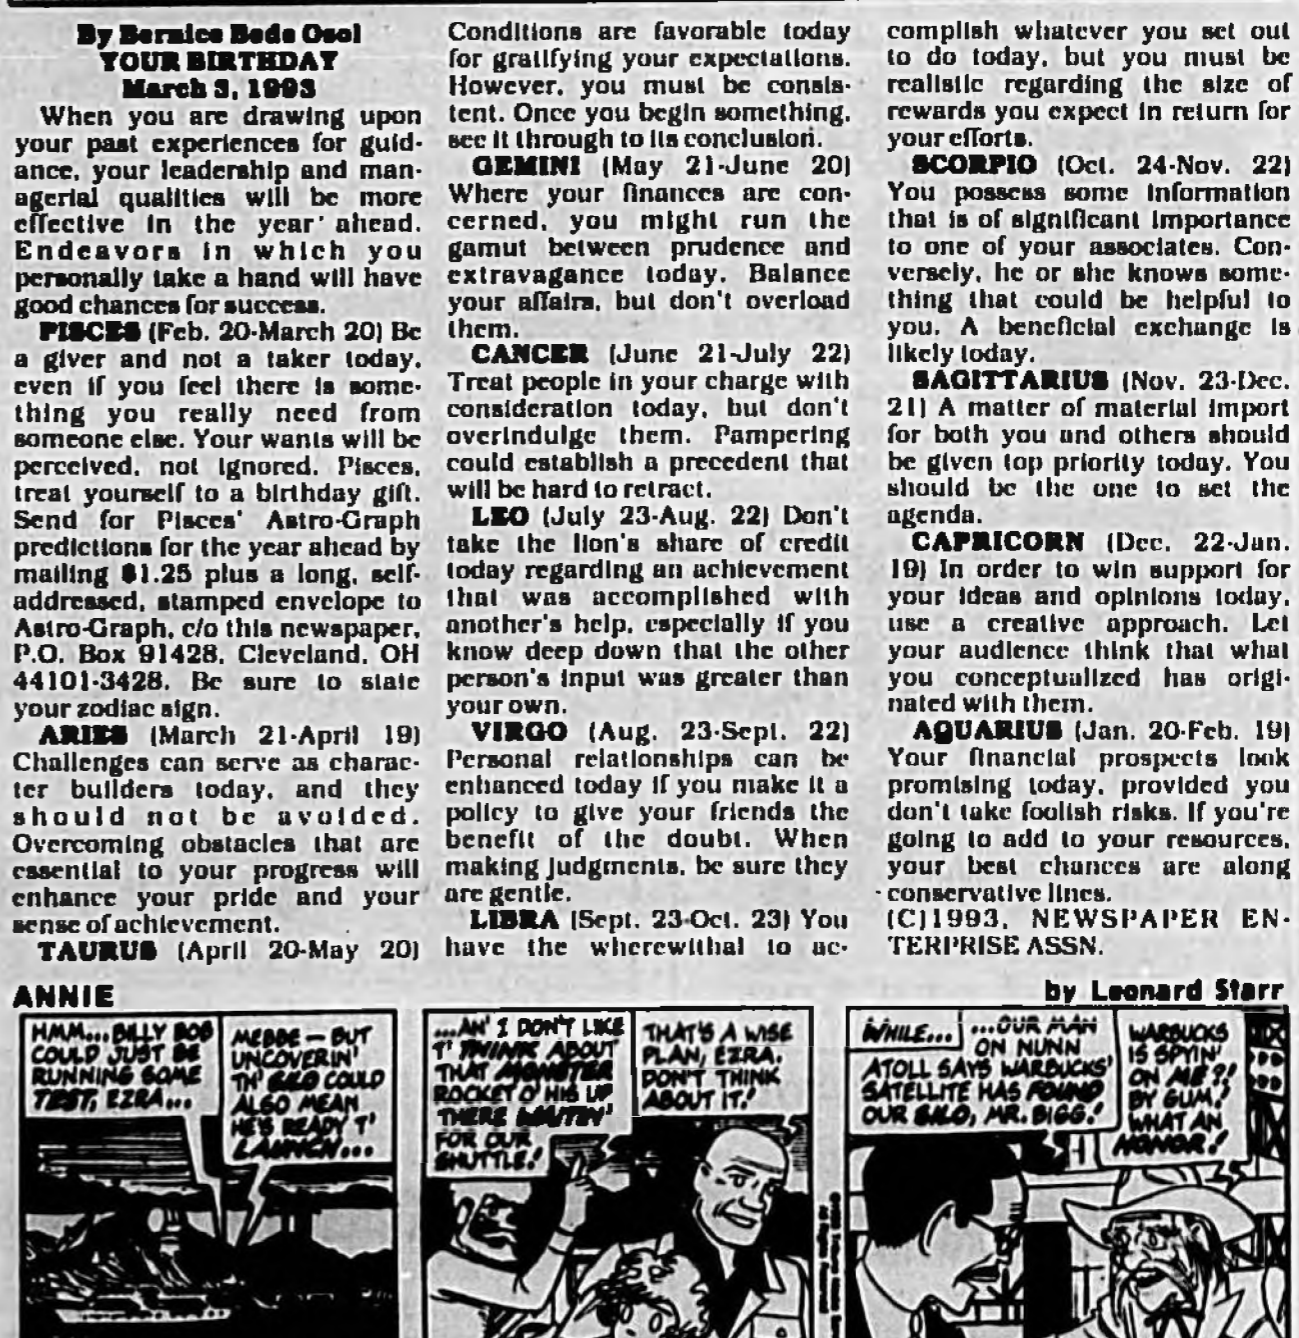 By Bernice Bede Osol
YOUR BIRTHDAY
March 3, 1993
When you are drawing upon
your past experiences for guid-
ance, your leadership and man-
agerial qualities will be more
effective in the year ahead.
Endeavors in which you
personally take a hand will have
good chances for success.
PISCES (Feb. 20-March 20) Be
a giver and not a taker today,
even if you feel there is some-
thing you really need from
someone else. Your wants will be
perceived, not ignored. Pisces,
treat yourself to a birthday gift.
Send for Pisces' Astro-Graph
predictions for the year ahead by
mailing $1.25 plus a long, self-
addressed, stamped envelope to
Astro-Graph, c/o this newspaper,
P.O. Box 91428, Cleveland, OH
44101-3428. Be sure to state
your zodiac sign.
ARIES (March 21-April 19)
Challenges can serve as charac-
ter builders today, and they
should not be avoided.
Overcoming obstacles that are
essential to your progress will
enhance your pride and your
sense of achievement.
TAURUS (April 20-May 20)
Conditions are favorable today
for gratifying your expectations.
However, you must be consis-
tent. Once you begin something,
see it through to its conclusion.
GEMINI (May 21-June 20)
Where your finances are con-
cerned, you might run the
gamut between prudence and
extravagance today. Balance
your affairs, but don't overload
them.
CANCER (June 21-July 22)
Treat people in your charge with
consideration today, but don't
overindulge them. Pampering
could establish a precedent that
will be hard to retract.
LEO (July 23-Aug. 22) Don't
take the lion's share of credit
today regarding an achievement
that was accomplished with
another's help, especially if you
know deep down that the other
person's input was greater than
your own.
VIRGO (Aug. 23-Sept. 22)
Personal relationships can be
enhanced today if you make it a
policy to give your friends the
benefit of the doubt. When
making judgments, be sure they
are gentle.
LIBRA (Sept. 23-Oct. 23) You
have the wherewithal to ac-
complish whatever you set out
to do today, but you must be
realistic regarding the size of
rewards you expect in return for
your efforts.
SCORPIO (Oct. 24-Nov. 22)
You possess some information
that is of significant importance
to one of your associates. Con-
versely, he or she knows some-
thing that could be helpful to
you. A beneficial exchange is
likely today.
SAGITTARIUS (Nov. 23-Dec.
21) A matter of material import
for both you and others should
be given top priority today. You
should be the one to set the
agenda.
CAPRICORN (Dec. 22-Jan.
19) In order to win support for
your ideas and opinions today,
use a creative approach. Let
your audience think that what
you conceptualized has origi-
nated with them.
AQUARIUS (Jan. 20-Feb. 19)
Your financial prospects look
promising today, provided you
don't take foolish risks. If you're
going to add to your resources,
your best chances are along
conservative lines.
(C)1993, NEWSPAPER EN-
TERPRISE ASSN.
ANNIE
by Leonard Starr
HMM... BILLY BOB
COULD JUST BE
RUNNING SOME
TEST, EZRA...
MEBBE — BUT
UNCOVERIN'
TH' SILO COULD
ALSO MEAN
HE'S READY T'
LAUNCH...
...AN' I DON'T LIKE
T' THINK ABOUT
THAT MONSTER
ROCKET O' HIS UP
THERE WAITIN'
FOR OUR
SHUTTLE!
THAT'S A WISE
PLAN, EZRA.
DON'T THINK
ABOUT IT!
WHILE...
...OUR MAN
ON NUNN
ATOLL SAYS WARBUCKS'
SATELLITE HAS FOUND
OUR SILO, MR. BIGG!
WARBUCKS
IS SPYIN'
ON ME?!
BY GUM!
WHAT AN
HONOR!